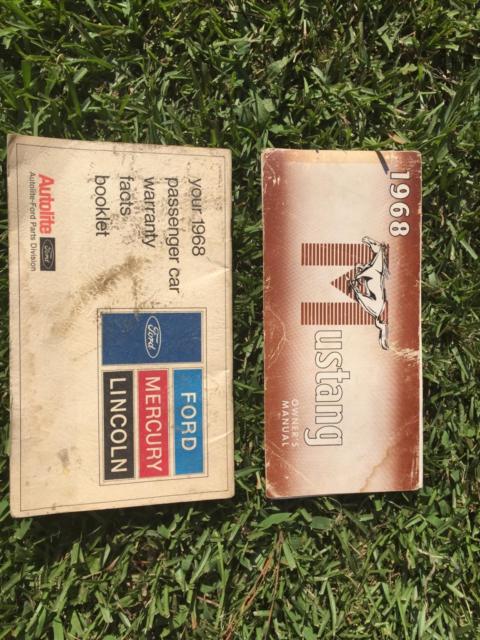 your 1968
passenger car
warranty
facts
booklet
Autolite
Autolite-Ford Parts Division
Ford
Ford
FORD
MERCURY
LINCOLN
1968
Mustang
OWNER'S
MANUAL